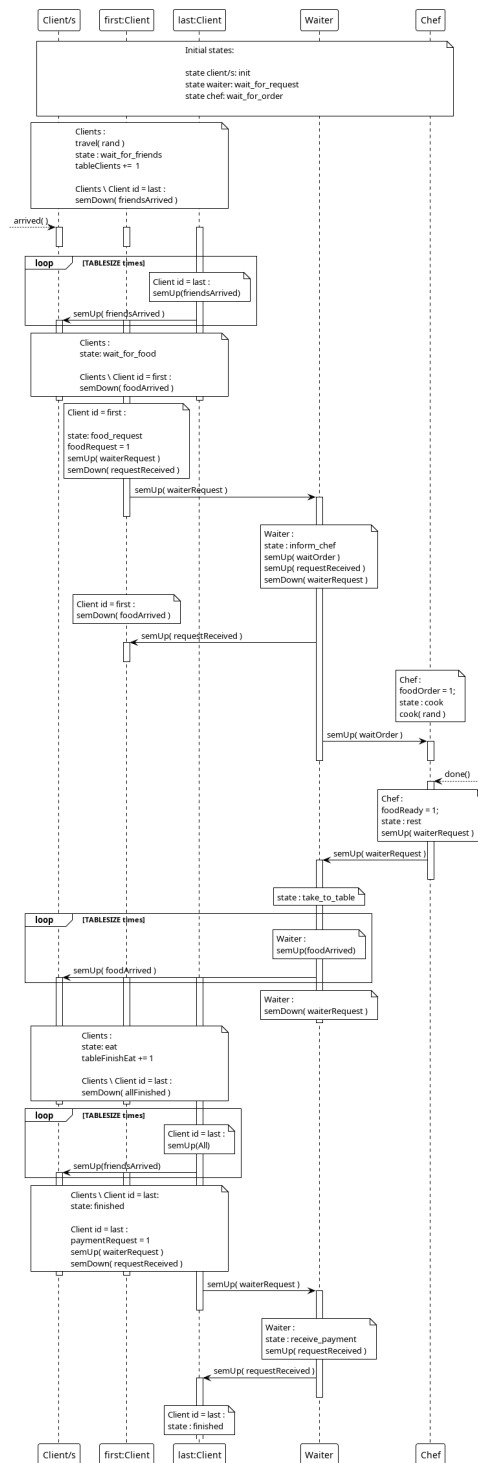 Client/s first:Client last:Client Waiter Chef
Initial states:
state client/s: init
state waiter: wait_for_request
state chef: wait_for_order
Clients :
travel( rand )
state : wait_for_friends
tableClients += 1
Clients \ Client id = last :
semDown( friendsArrived )
arrived( )
loop [TABLESIZE times]
Client id = last :
semUp(friendsArrived)
semUp( friendsArrived )
Clients :
state: wait_for_food
Clients \ Client id = first :
semDown( foodArrived )
Client id = first :
state: food_request
foodRequest = 1
semUp( waiterRequest )
semDown( requestReceived )
semUp( waiterRequest )
Waiter :
state : inform_chef
semUp( waitOrder )
semUp( requestReceived )
semDown( waiterRequest )
Client id = first :
semDown( foodArrived )
semUp( requestReceived )
Chef :
foodOrder = 1;
state : cook
cook( rand )
semUp( waitOrder )
done()
Chef :
foodReady = 1;
state : rest
semUp( waiterRequest )
semUp( waiterRequest )
state : take_to_table
loop [TABLESIZE times]
Waiter :
semUp(foodArrived)
semUp( foodArrived )
Waiter :
semDown( waiterRequest )
Clients :
state: eat
tableFinishEat += 1
Clients \ Client id = last :
semDown( allFinished )
loop [TABLESIZE times]
Client id = last :
semUp(All)
semUp(friendsArrived)
Clients \ Client id = last:
state: finished
Client id = last :
paymentRequest = 1
semUp( waiterRequest )
semDown( requestReceived )
semUp( waiterRequest )
Waiter :
state : receive_payment
semUp( requestReceived )
semUp( requestReceived )
Client id = last :
state : finished
Client/s first:Client last:Client Waiter Chef